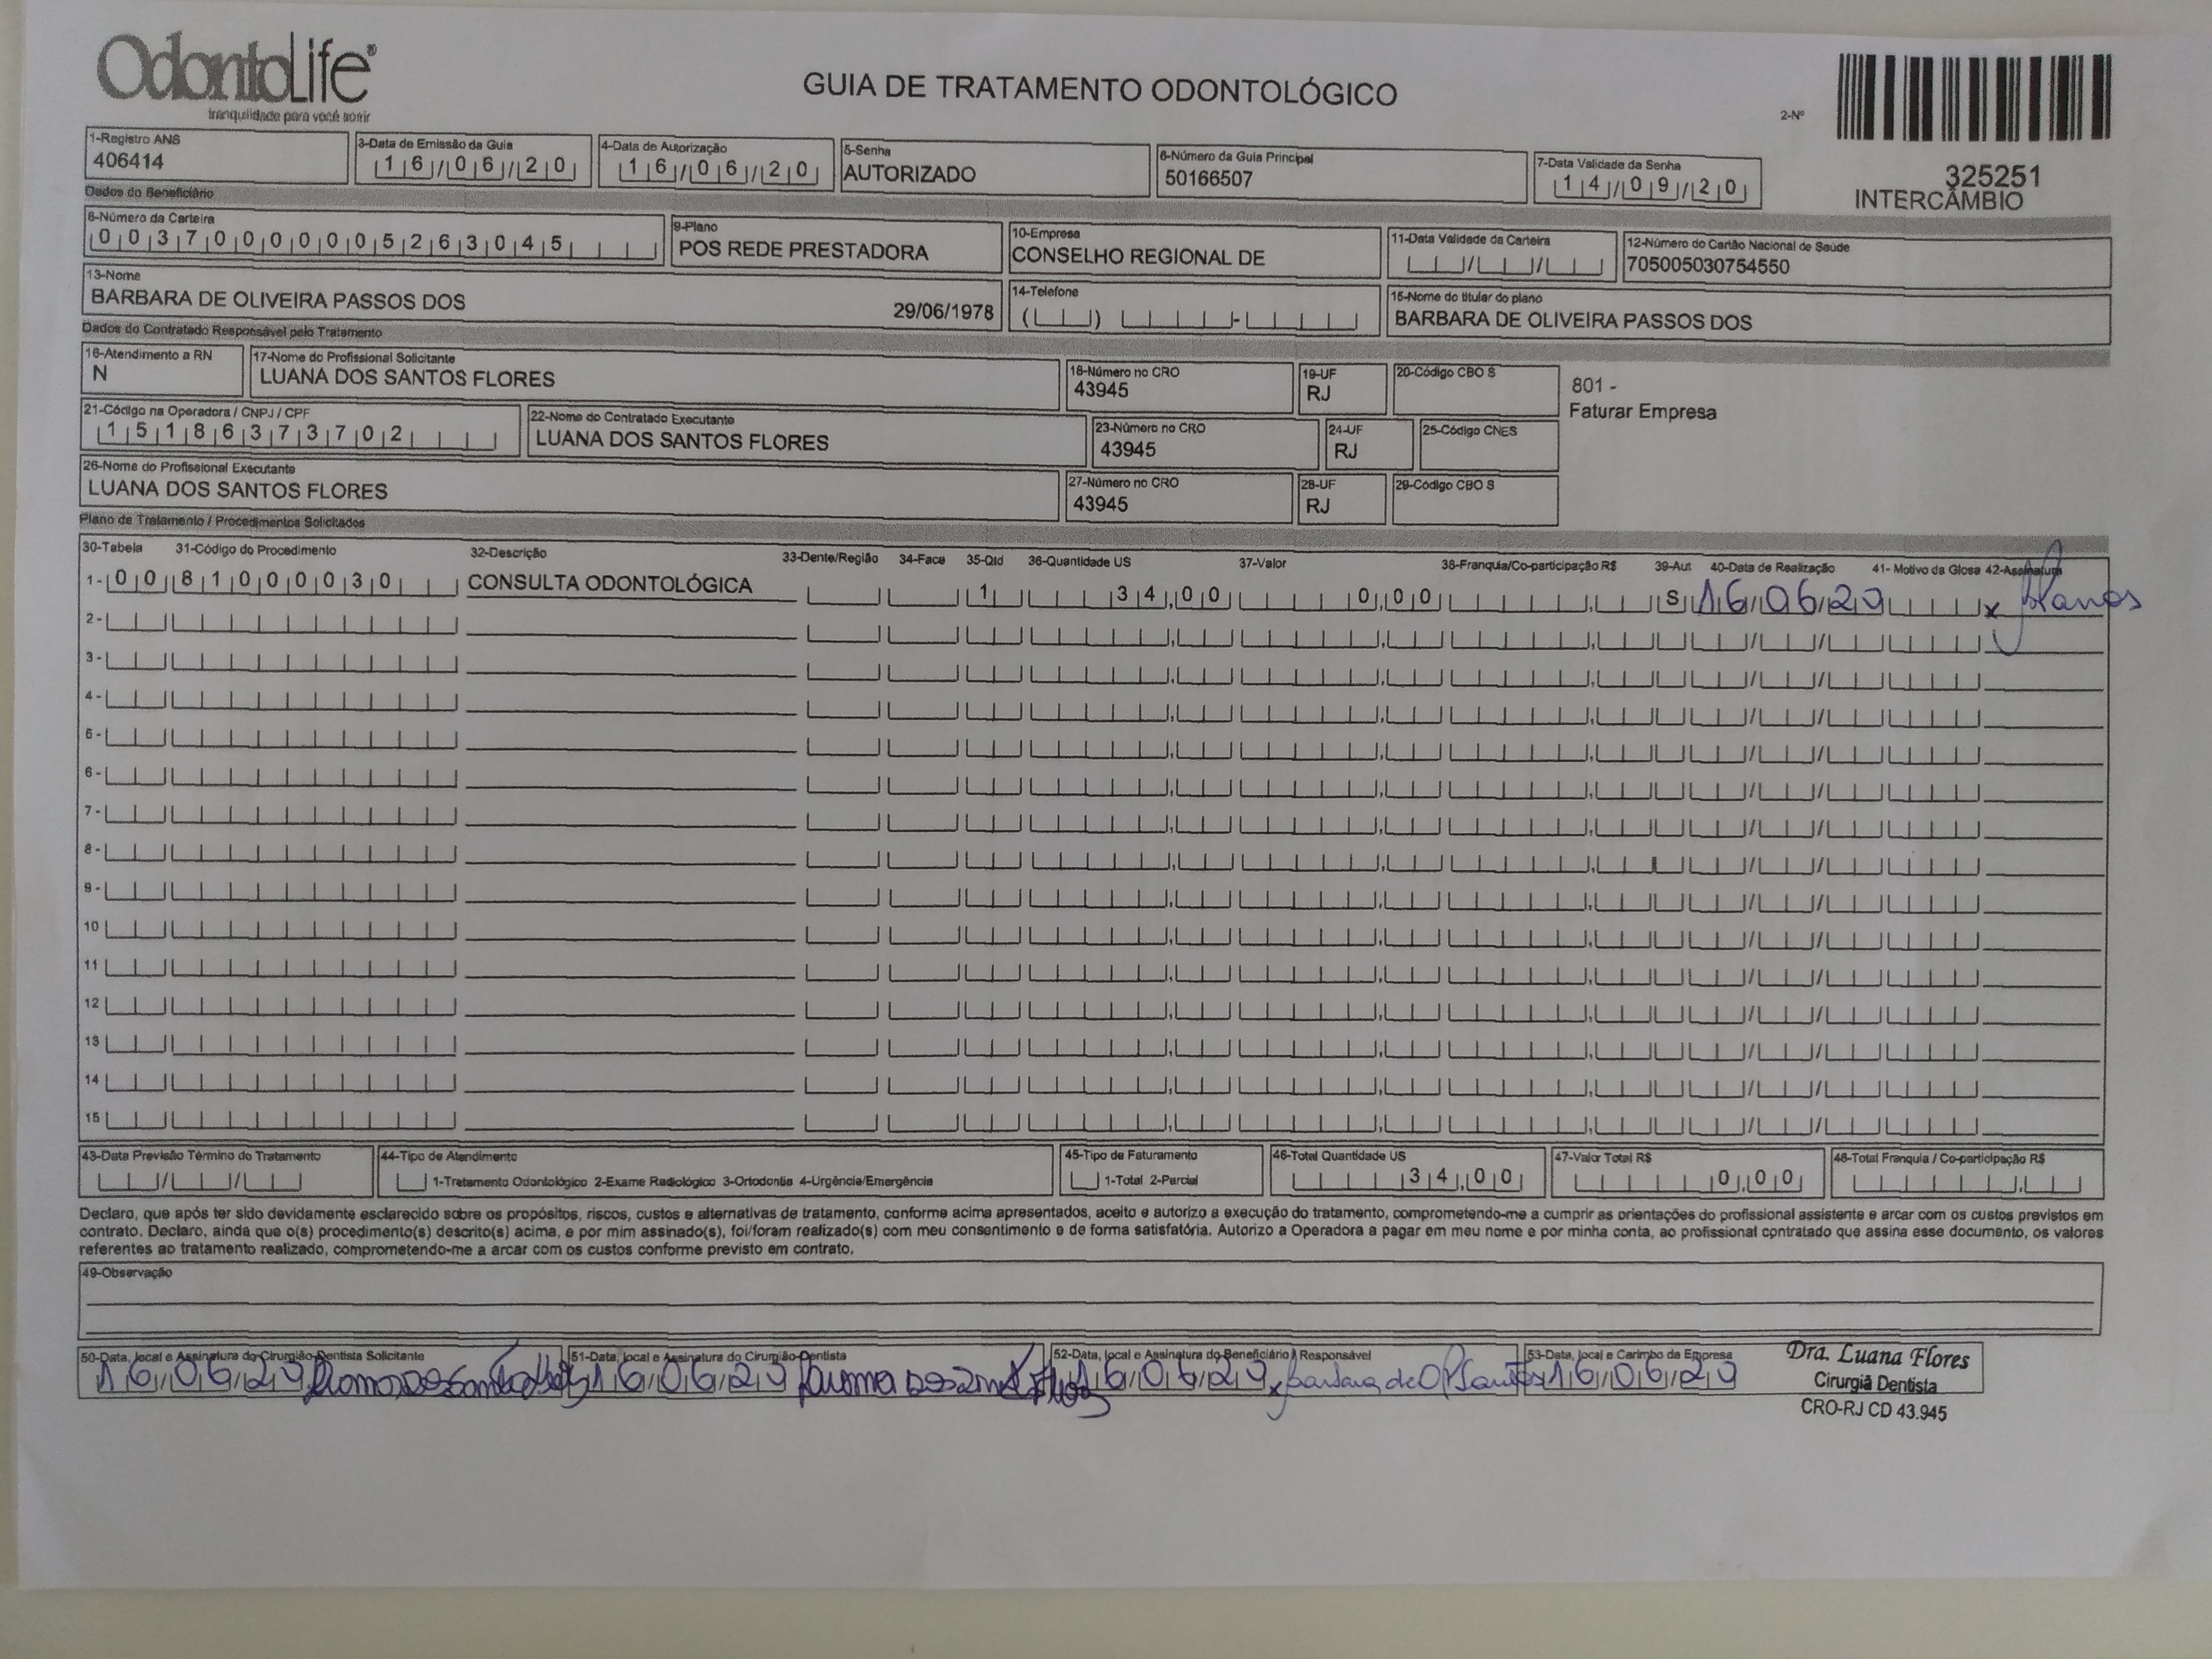 OdontoLife®
tranquilidade para você sorrir
GUIA DE TRATAMENTO ODONTOLÓGICO
2-Nº
325251
INTERCÂMBIO
1-Registro ANS
406414
3-Data de Emissão da Guia
16/06/20
4-Data de Autorização
16/06/20
5-Senha
AUTORIZADO
6-Número da Guia Principal
50166507
7-Data Validade da Senha
14/09/20
Dados do Beneficiário
8-Número da Carteira
00370000005263045
9-Plano
POS REDE PRESTADORA
10-Empresa
CONSELHO REGIONAL DE
11-Data Validade da Carteira
12-Número do Cartão Nacional de Saúde
705005030754550
13-Nome
BARBARA DE OLIVEIRA PASSOS DOS 29/06/1978
14-Telefone
15-Nome do titular do plano
BARBARA DE OLIVEIRA PASSOS DOS
Dados do Contratado Responsável pelo Tratamento
16-Atendimento a RN
N
17-Nome do Profissional Solicitante
LUANA DOS SANTOS FLORES
18-Número no CRO
43945
19-UF
RJ
20-Código CBO S
801 -
Faturar Empresa
21-Código na Operadora / CNPJ / CPF
15186373702
22-Nome do Contratado Executante
LUANA DOS SANTOS FLORES
23-Número no CRO
43945
24-UF
RJ
25-Código CNES
26-Nome do Profissional Executante
LUANA DOS SANTOS FLORES
27-Número no CRO
43945
28-UF
RJ
29-Código CBO S
Plano de Tratamento / Procedimentos Solicitados
30-Tabela 31-Código do Procedimento 32-Descrição 33-Dente/Região 34-Face 35-Qtd 36-Quantidade US 37-Valor 38-Franquia/Co-participação R$ 39-Aut 40-Data de Realização 41- Motivo da Glosa 42-Assinatura
1- 00 81000030 CONSULTA ODONTOLÓGICA 1 34,00 0,00 S 16/06/20 x
2-
3-
4-
5-
6-
7-
8-
9-
10
11
12
13
14
15
43-Data Previsão Término do Tratamento
44-Tipo de Atendimento
1-Tratamento Odontológico 2-Exame Radiológico 3-Ortodontia 4-Urgência/Emergência
45-Tipo de Faturamento
1-Total 2-Parcial
46-Total Quantidade US
34,00
47-Valor Total R$
0,00
48-Total Franquia / Co-participação R$
Declaro, que após ter sido devidamente esclarecido sobre os propósitos, riscos, custos e alternativas de tratamento, conforme acima apresentados, aceito e autorizo a execução do tratamento, comprometendo-me a cumprir as orientações do profissional assistente e arcar com os custos previstos em
contrato. Declaro, ainda que o(s) procedimento(s) descrito(s) acima, e por mim assinado(s), foi/foram realizado(s) com meu consentimento e de forma satisfatória. Autorizo a Operadora a pagar em meu nome e por minha conta, ao profissional contratado que assina esse documento, os valores
referentes ao tratamento realizado, comprometendo-me a arcar com os custos conforme previsto em contrato.
49-Observação
50-Data, local e Assinatura do Cirurgião-Dentista Solicitante
16/06/20
51-Data, local e Assinatura do Cirurgião-Dentista
16/06/20
52-Data, local e Assinatura do Beneficiário / Responsável
16/06/20 x
53-Data, local e Carimbo da Empresa
16/06/20
Dra. Luana Flores
Cirurgiã Dentista
CRO-RJ CD 43.945